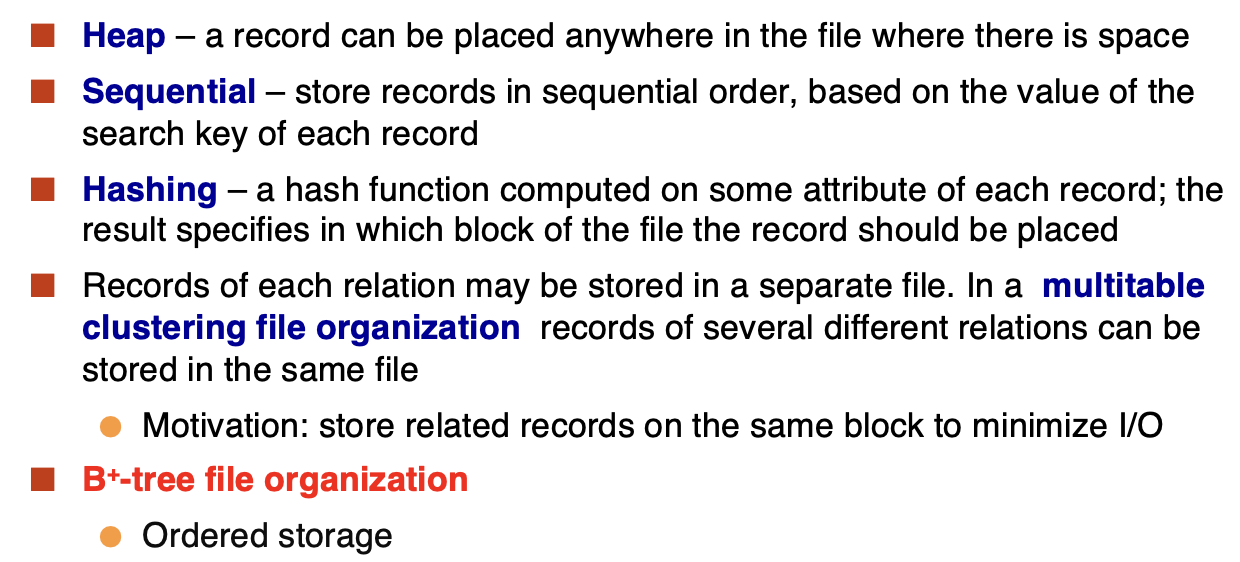 Heap – a record can be placed anywhere in the file where there is space
Sequential – store records in sequential order, based on the value of the
search key of each record
Hashing – a hash function computed on some attribute of each record; the
result specifies in which block of the file the record should be placed
Records of each relation may be stored in a separate file. In a multitable
clustering file organization records of several different relations can be
stored in the same file
Motivation: store related records on the same block to minimize I/O
B⁺-tree file organization
Ordered storage